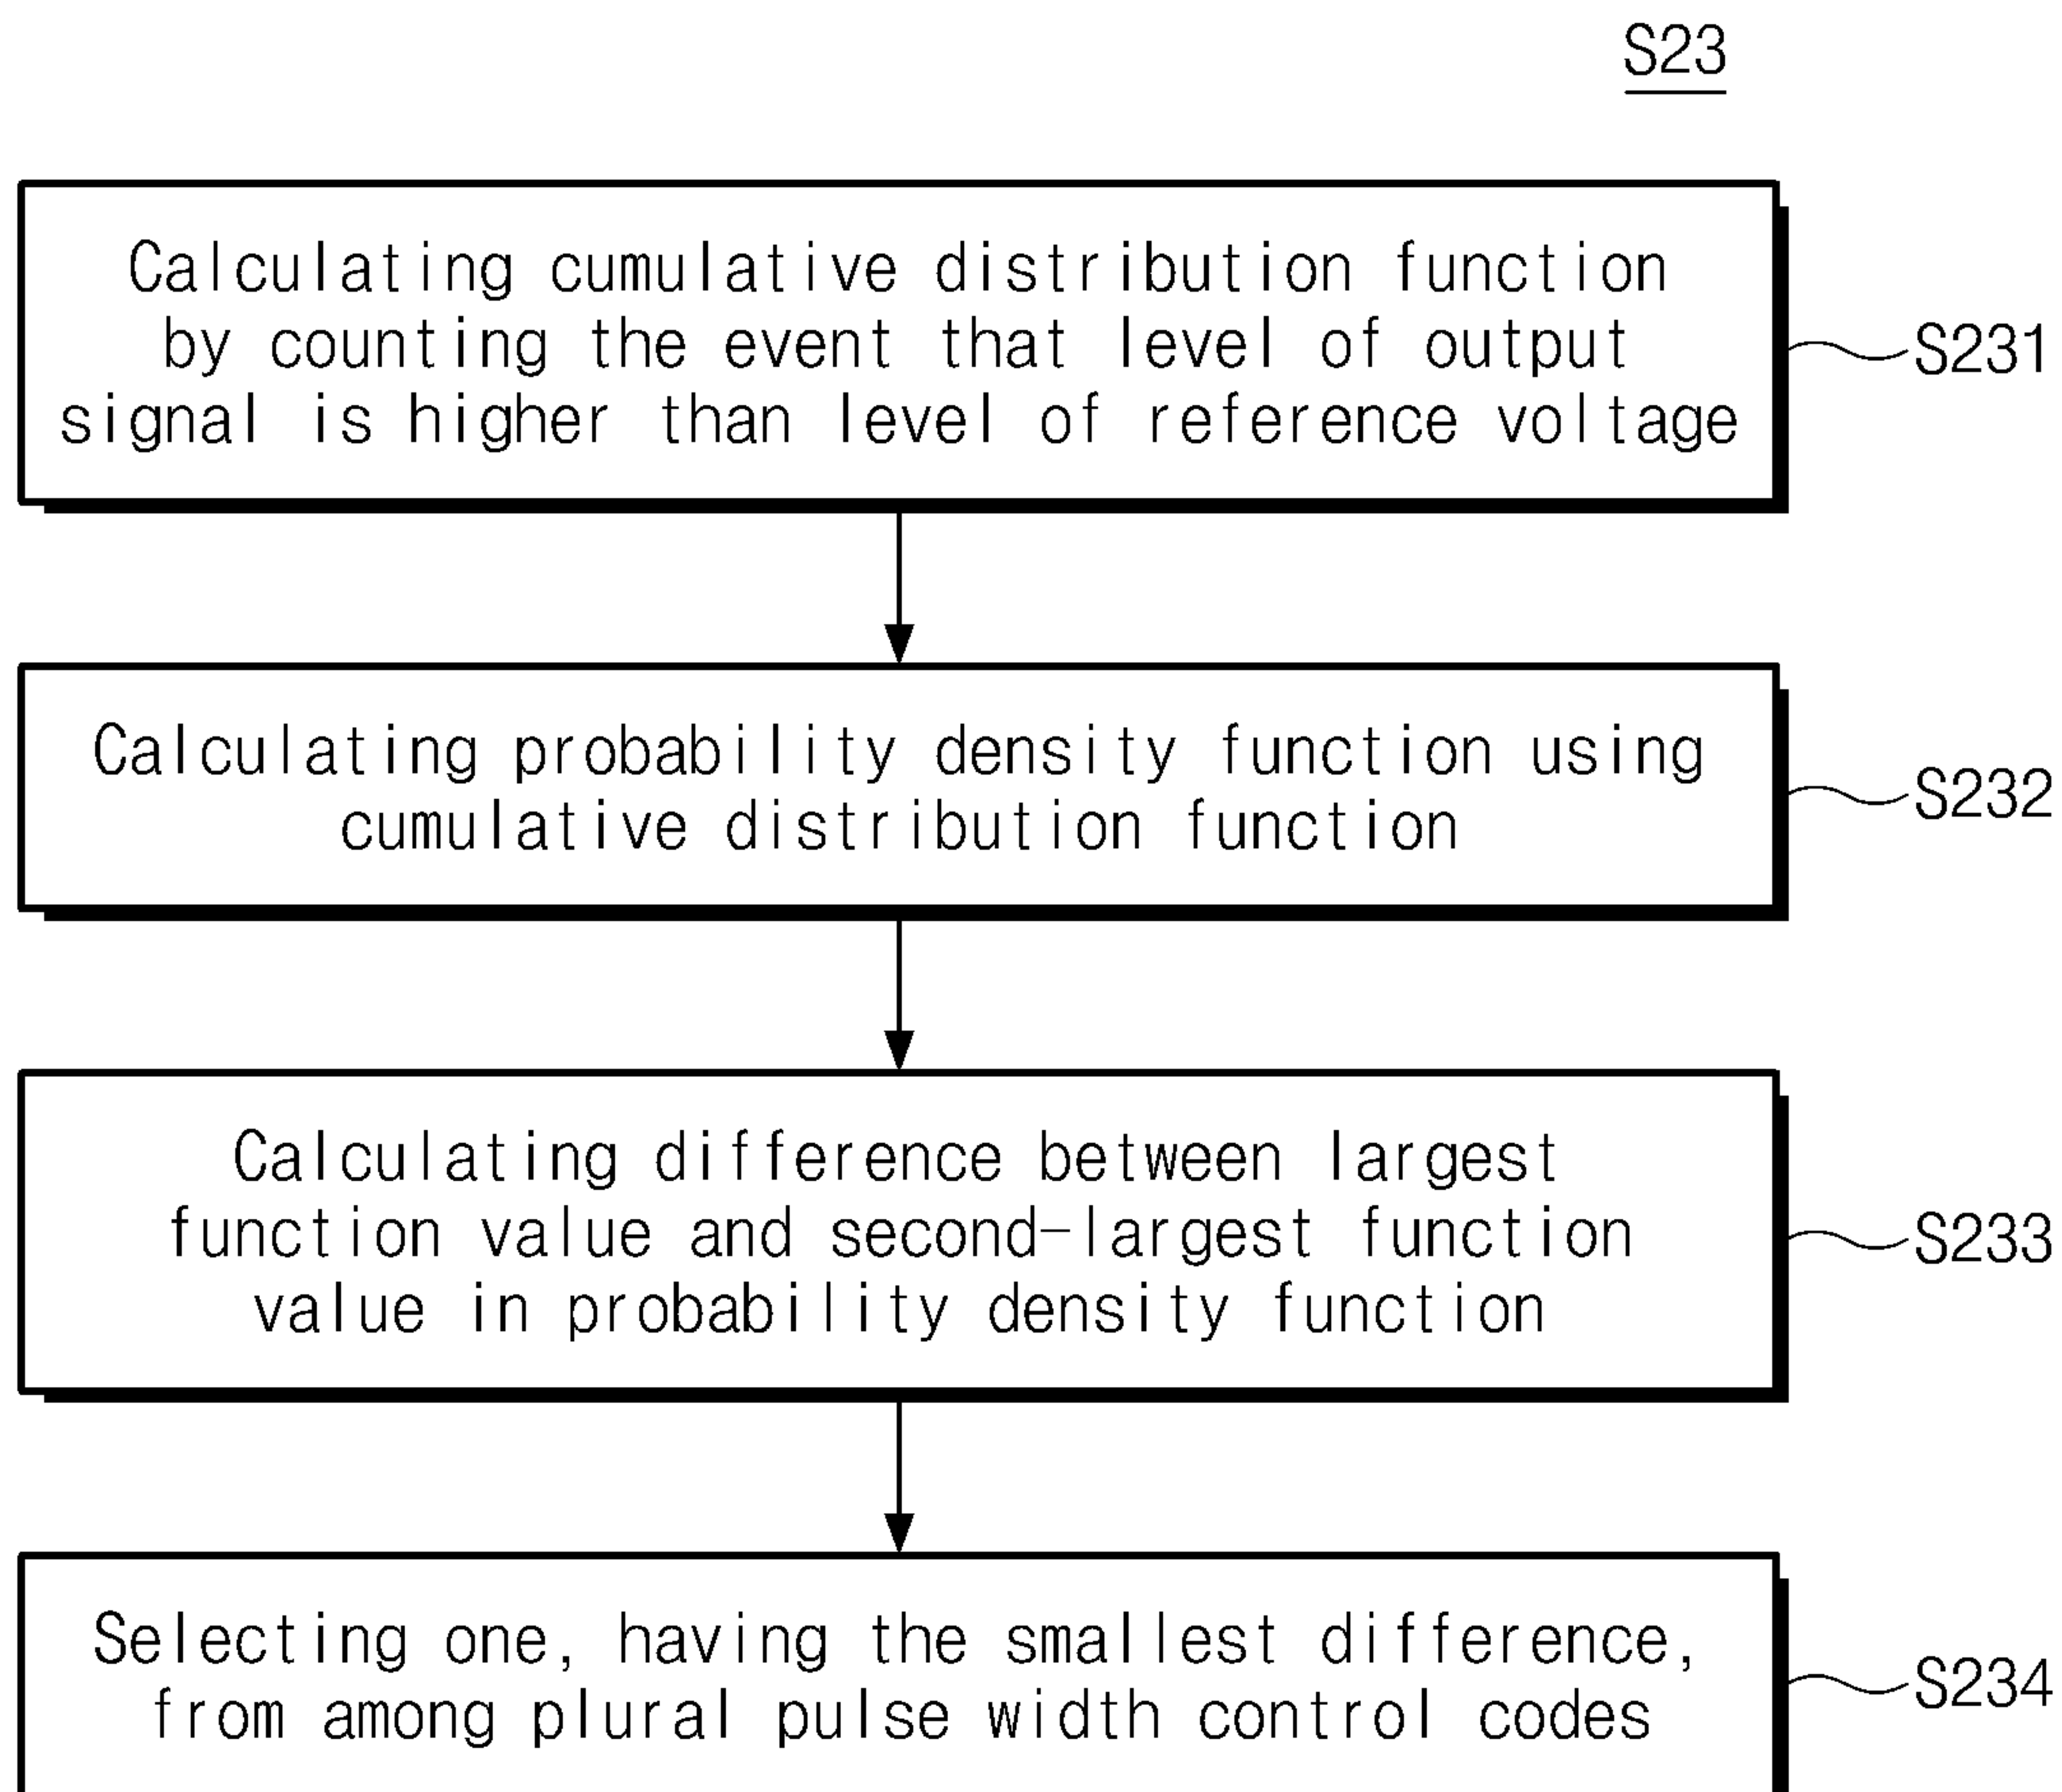 S23
Calculating cumulative distribution function
by counting the event that level of output
signal is higher than level of reference voltage
S231
Calculating probability density function using
cumulative distribution function
S232
Calculating difference between largest
function value and second-largest function
value in probability density function
S233
Selecting one, having the smallest difference,
from among plural pulse width control codes
S234